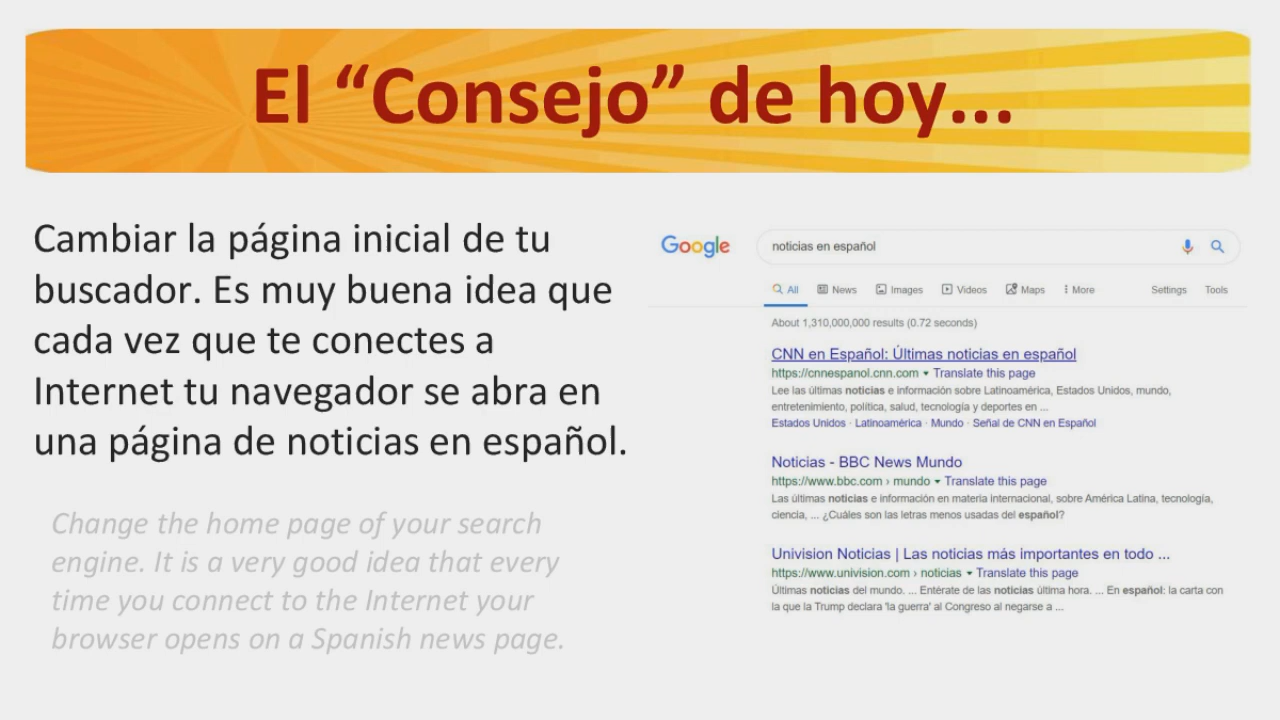 El “Consejo” de hoy...
Cambiar la página inicial de tu
buscador. Es muy buena idea que
cada vez que te conectes a
Internet tu navegador se abra en
una página de noticias en español.
Change the home page of your search
engine. It is a very good idea that every
time you connect to the Internet your
browser opens on a Spanish news page.
Google
noticias en español
All News Images Videos Maps More Settings Tools
About 1,310,000,000 results (0.72 seconds)
CNN en Español: Últimas noticias en español
https://cnnespanol.cnn.com Translate this page
Lee las últimas noticias e información sobre Latinoamérica, Estados Unidos, mundo,
entretenimiento, política, salud, tecnología y deportes en ...
Estados Unidos · Latinoamérica · Mundo · Señal de CNN en Español
Noticias - BBC News Mundo
https://www.bbc.com › mundo Translate this page
Las últimas noticias e información en materia internacional, sobre América Latina, tecnología,
ciencia, ... ¿Cuáles son las letras menos usadas del español?
Univision Noticias | Las noticias más importantes en todo ...
https://www.univision.com › noticias Translate this page
Últimas noticias del mundo. ... Entérate de las noticias última hora. ... En español: la carta con
la que la Trump declara 'la guerra' al Congreso al negarse a ...